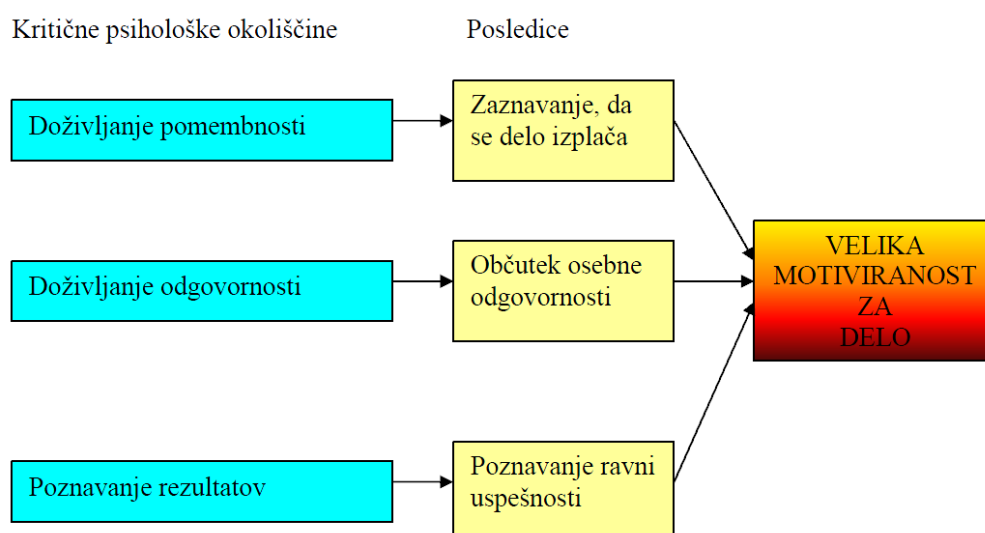 Kritične psihološke okoliščine
Posledice
Doživljanje pomembnosti
Zaznavanje, da
se delo izplača
Doživljanje odgovornosti
Občutek osebne
odgovornosti
VELIKA
MOTIVIRANOST
ZA
DELO
Poznavanje rezultatov
Poznavanje ravni
uspešnosti